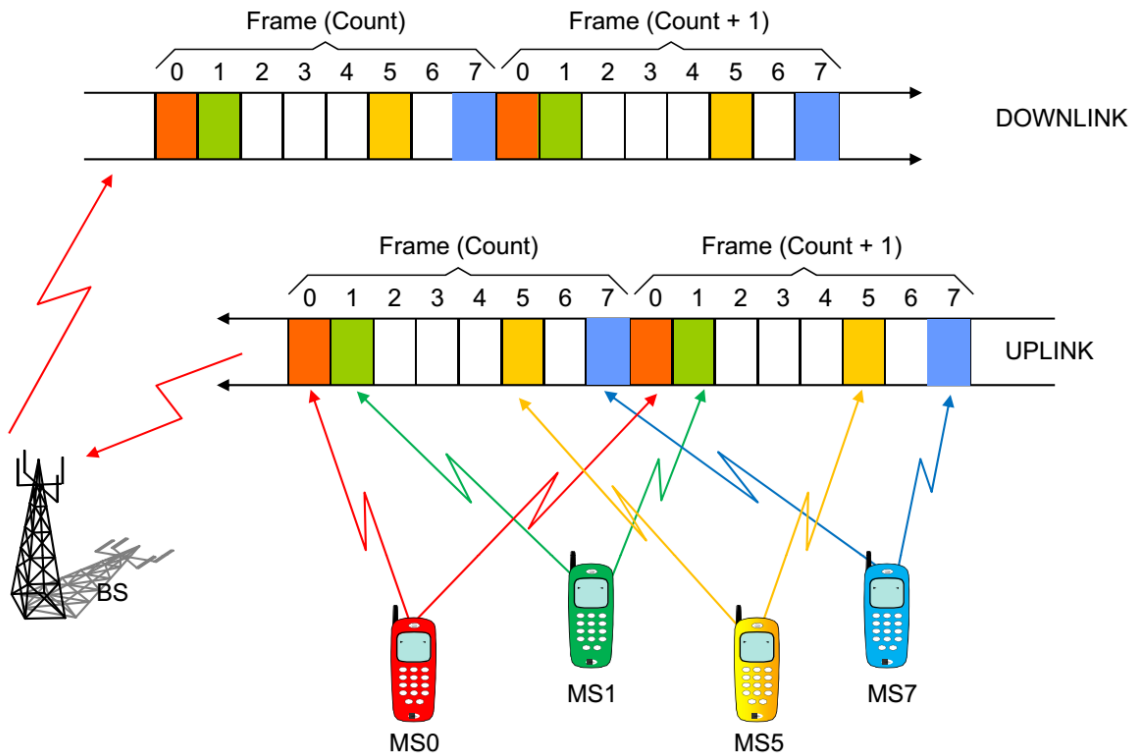 Frame (Count) Frame (Count + 1)
0 1 2 3 4 5 6 7 0 1 2 3 4 5 6 7
DOWNLINK
Frame (Count) Frame (Count + 1)
0 1 2 3 4 5 6 7 0 1 2 3 4 5 6 7
UPLINK
BS
MS1
MS7
MS0
MS5